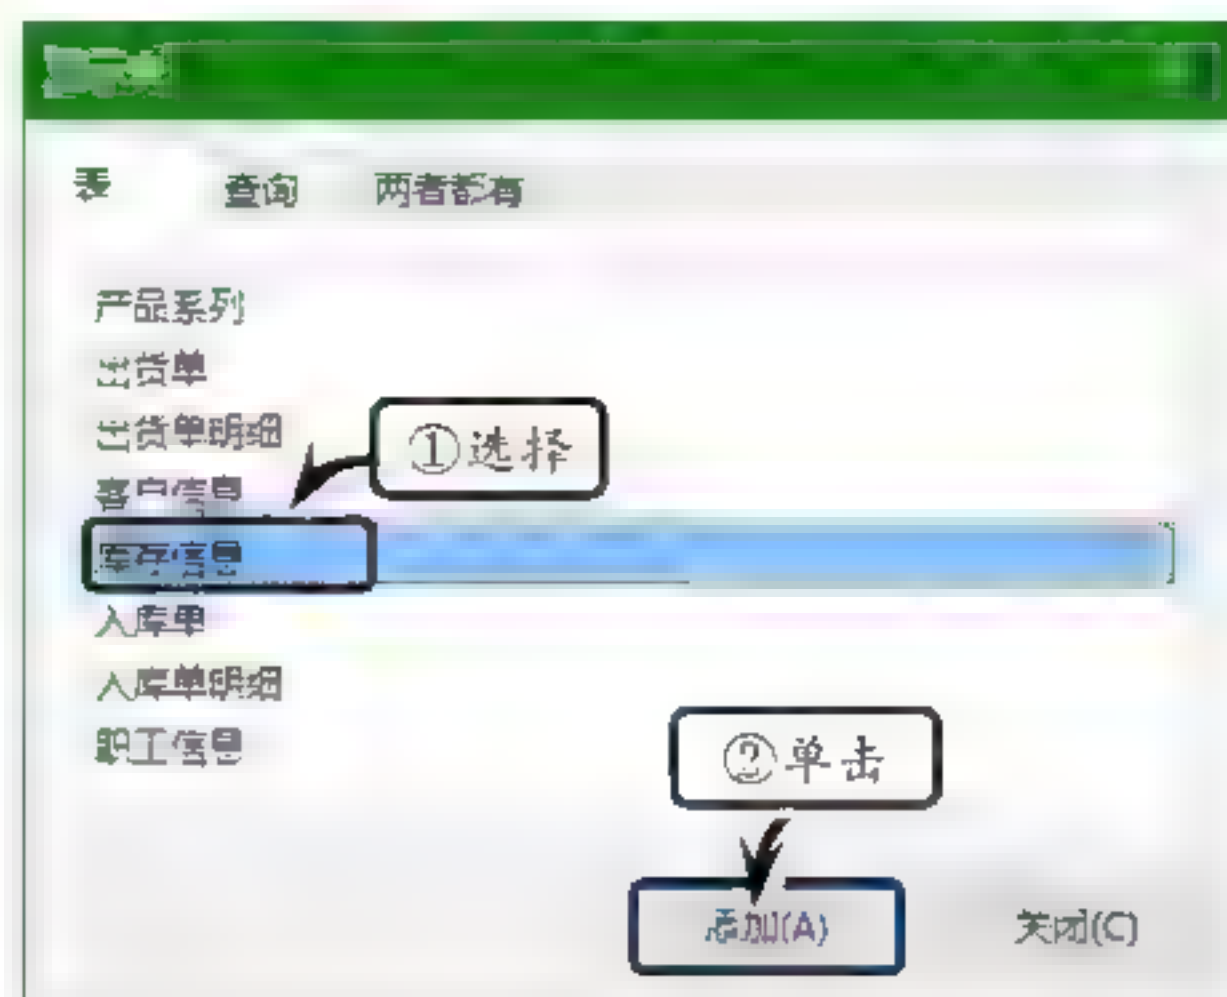 表 查询 两者都有
产品系列
出货单
出货单明细
①选择
客户信息
库存信息
入库单
入库单明细
职工信息
②单击
添加(A) 关闭(C)